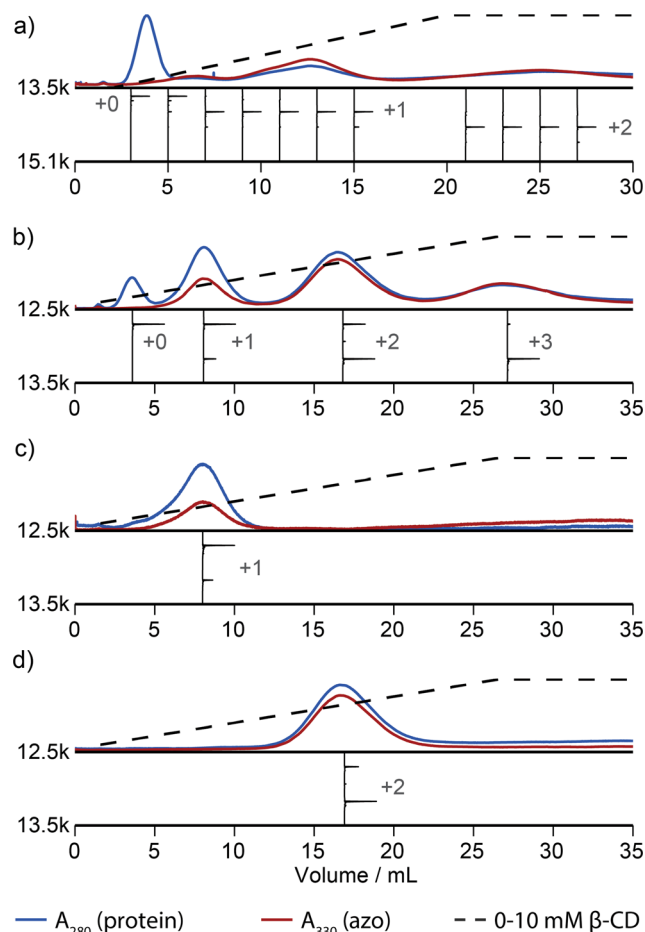 a)
13.5k
+0
+1
+2
15.1k
0 5 10 15 20 25 30
b)
12.5k
+0
+1
+2
+3
13.5k
0 5 10 15 20 25 30 35
c)
12.5k
+1
13.5k
0 5 10 15 20 25 30 35
d)
12.5k
+2
13.5k
0 5 10 15 20 25 30 35
Volume / mL
A280 (protein) A330 (azo) 0-10 mM β-CD